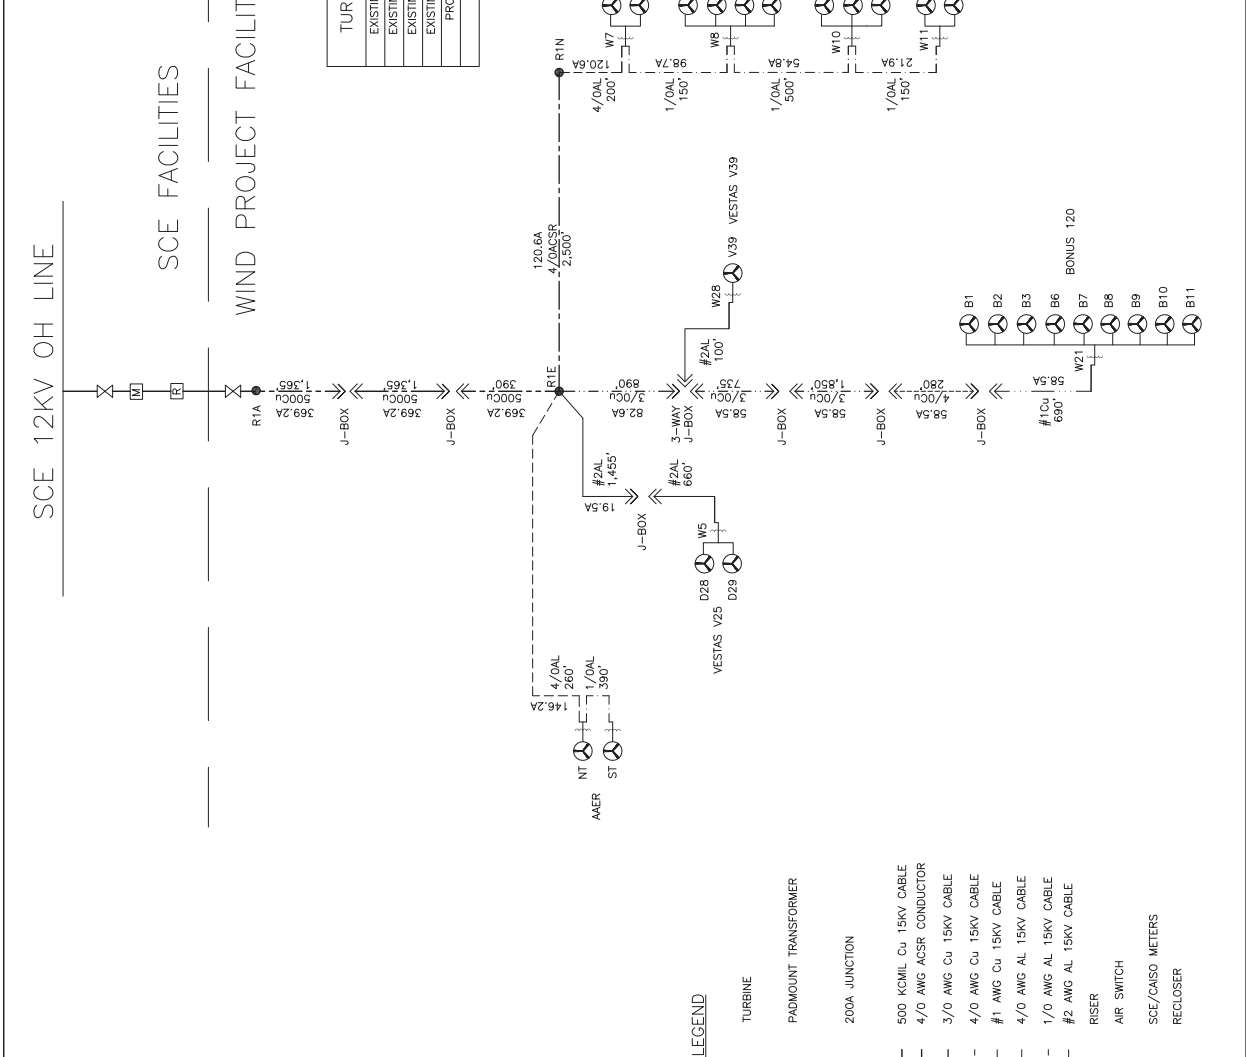 SCE 12KV OH LINE
SCE FACILITIES
WIND PROJECT FACILIT
TUR
EXISTIN
EXISTIN
EXISTIN
EXISTIN
PRO
M
R
R1A
369.2A
500Cu
1,365'
J-BOX
369.2A
500Cu
1,365'
J-BOX
369.2A
500Cu
390'
R1E
120.6A
4/0ACSR
2,500'
R1N
120.6A
4/0AL
200'
W7
98.7A
1/0AL
150'
W8
54.8A
1/0AL
500'
W10
21.9A
1/0AL
150'
W11
82.6A
3/0Cu
890'
3-WAY
J-BOX
#2AL
100'
W28
V39
VESTAS V39
58.5A
3/0Cu
735'
J-BOX
58.5A
3/0Cu
1,850'
J-BOX
58.5A
4/0Cu
280'
J-BOX
58.5A
#1Cu
690'
W21
B1
B2
B3
B6
B7
B8
B9
B10
B11
BONUS 120
#2AL
1,455'
19.5A
J-BOX
#2AL
660'
W5
D28
D29
VESTAS V25
146.2A
4/0AL
260'
1/0AL
390'
NT
ST
AAER
LEGEND
TURBINE
PADMOUNT TRANSFORMER
200A JUNCTION
500 KCMIL Cu 15KV CABLE
4/0 AWG ACSR CONDUCTOR
3/0 AWG Cu 15KV CABLE
4/0 AWG Cu 15KV CABLE
#1 AWG Cu 15KV CABLE
4/0 AWG AL 15KV CABLE
1/0 AWG AL 15KV CABLE
#2 AWG AL 15KV CABLE
RISER
AIR SWITCH
SCE/CAISO METERS
RECLOSER